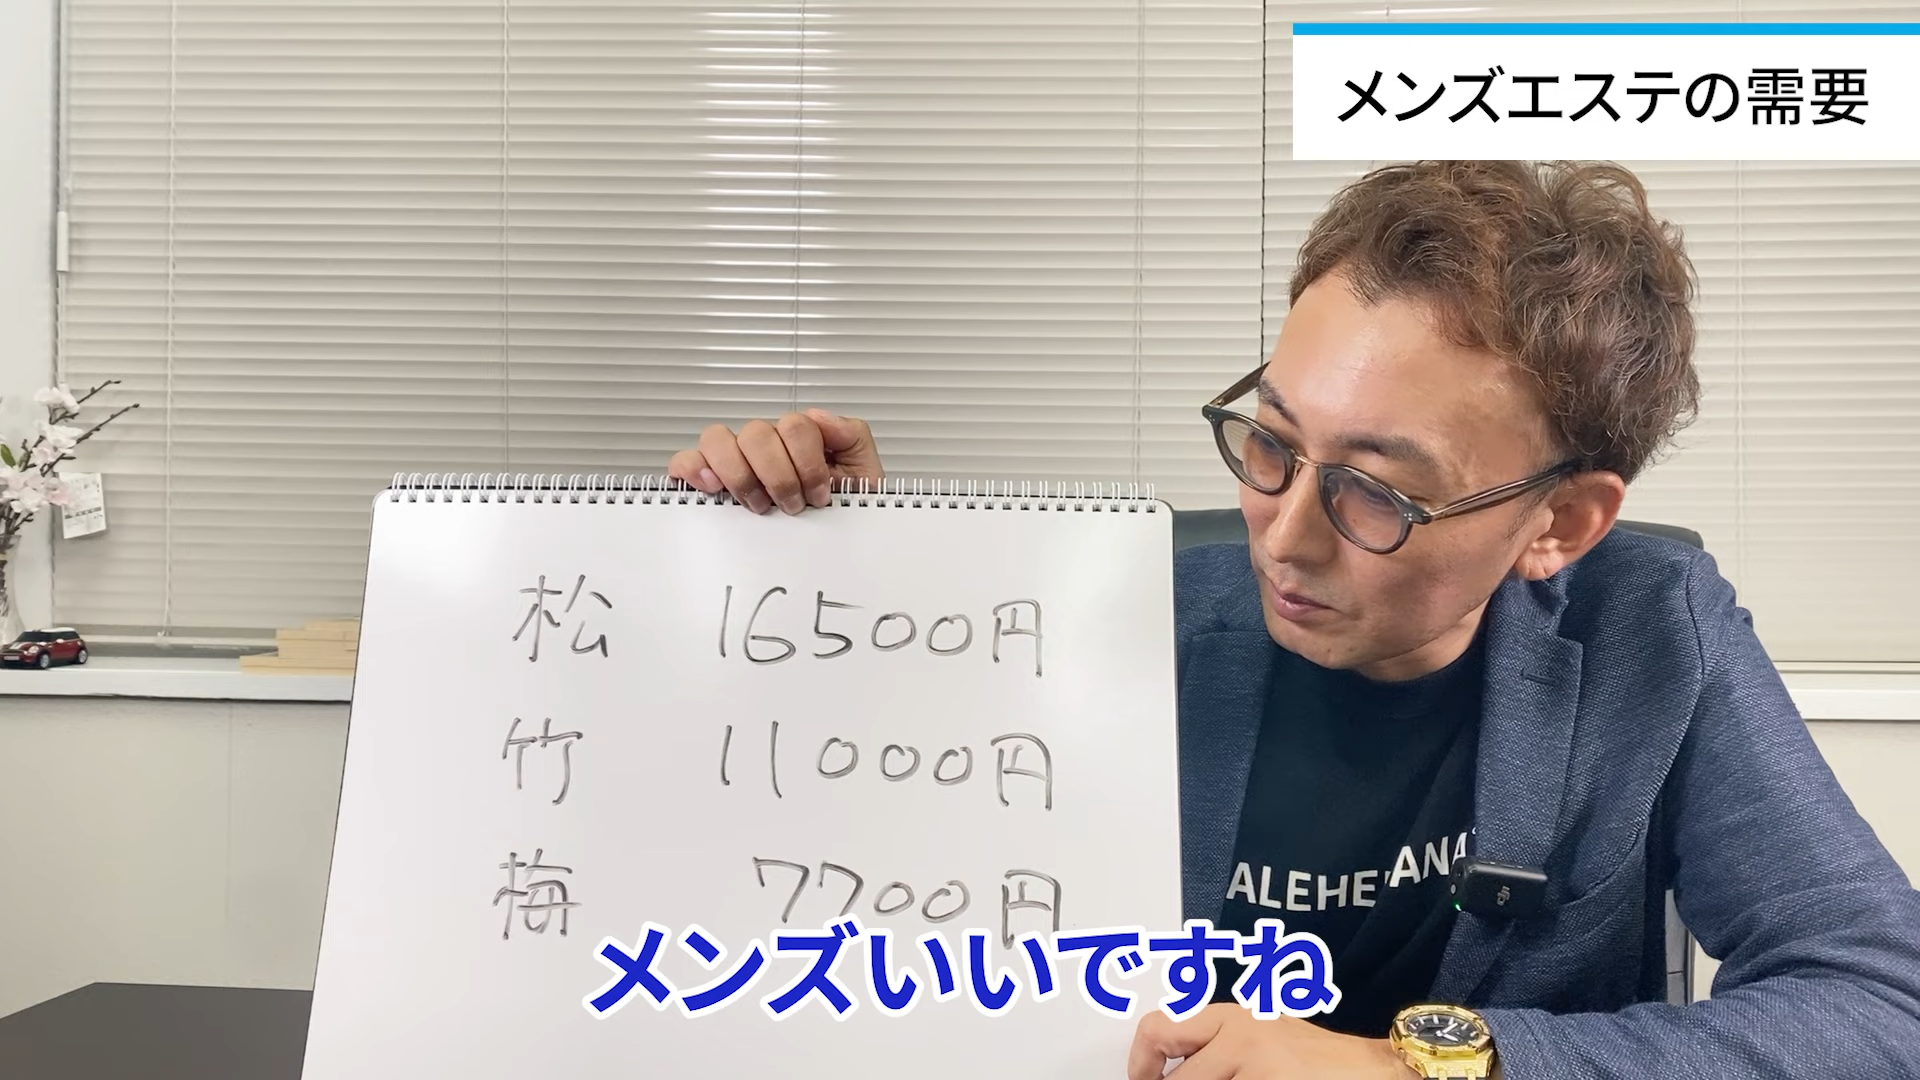 メンズエステの需要
松 16500円
竹 11000円
梅 7700円
メンズいいですね